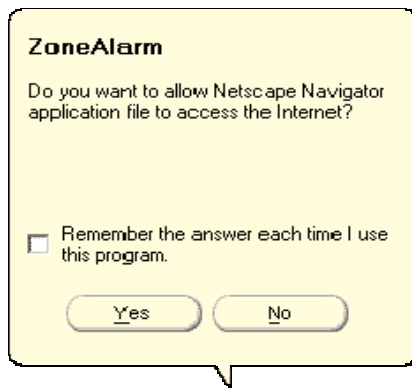 ZoneAlarm
Do you want to allow Netscape Navigator
application file to access the Internet?
Remember the answer each time I use
this program.
Yes
No